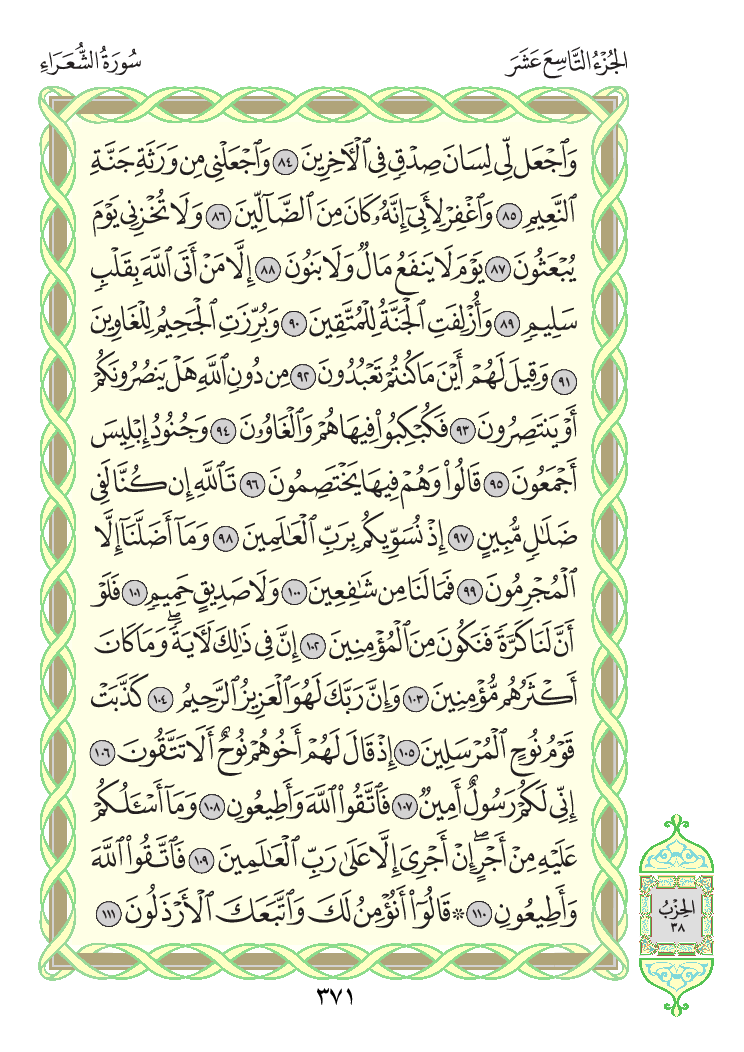 الجُزْءُ التَّاسِعَ عَشَرَ
سُورَةُ الشُّعَرَاءِ
وَٱجۡعَل لِّي لِسَانَ صِدۡقٖ فِي ٱلۡأٓخِرِينَ ٨٤ وَٱجۡعَلۡنِي مِن وَرَثَةِ جَنَّةِ
ٱلنَّعِيمِ ٨٥ وَٱغۡفِرۡ لِأَبِيٓ إِنَّهُۥ كَانَ مِنَ ٱلضَّآلِّينَ ٨٦ وَلَا تُخۡزِنِي يَوۡمَ
يُبۡعَثُونَ ٨٧ يَوۡمَ لَا يَنفَعُ مَالٞ وَلَا بَنُونَ ٨٨ إِلَّا مَنۡ أَتَى ٱللَّهَ بِقَلۡبٖ
سَلِيمٖ ٨٩ وَأُزۡلِفَتِ ٱلۡجَنَّةُ لِلۡمُتَّقِينَ ٩٠ وَبُرِّزَتِ ٱلۡجَحِيمُ لِلۡغَاوِينَ
٩١ وَقِيلَ لَهُمۡ أَيۡنَ مَا كُنتُمۡ تَعۡبُدُونَ ٩٢ مِن دُونِ ٱللَّهِ هَلۡ يَنصُرُونَكُمۡ
أَوۡ يَنتَصِرُونَ ٩٣ فَكُبۡكِبُواْ فِيهَا هُمۡ وَٱلۡغَاوُۥنَ ٩٤ وَجُنُودُ إِبۡلِيسَ
أَجۡمَعُونَ ٩٥ قَالُواْ وَهُمۡ فِيهَا يَخۡتَصِمُونَ ٩٦ تَٱللَّهِ إِن كُنَّا لَفِي
ضَلَٰلٖ مُّبِينٍ ٩٧ إِذۡ نُسَوِّيكُم بِرَبِّ ٱلۡعَٰلَمِينَ ٩٨ وَمَآ أَضَلَّنَآ إِلَّا
ٱلۡمُجۡرِمُونَ ٩٩ فَمَا لَنَا مِن شَٰفِعِينَ ١٠٠ وَلَا صَدِيقٍ حَمِيمٖ ١٠١ فَلَوۡ
أَنَّ لَنَا كَرَّةٗ فَنَكُونَ مِنَ ٱلۡمُؤۡمِنِينَ ١٠٢ إِنَّ فِي ذَٰلِكَ لَأٓيَةٗۖ وَمَا كَانَ
أَكۡثَرُهُم مُّؤۡمِنِينَ ١٠٣ وَإِنَّ رَبَّكَ لَهُوَ ٱلۡعَزِيزُ ٱلرَّحِيمُ ١٠٤ كَذَّبَتۡ
قَوۡمُ نُوحٍ ٱلۡمُرۡسَلِينَ ١٠٥ إِذۡ قَالَ لَهُمۡ أَخُوهُمۡ نُوحٌ أَلَا تَتَّقُونَ ١٠٦
إِنِّي لَكُمۡ رَسُولٌ أَمِينٞ ١٠٧ فَٱتَّقُواْ ٱللَّهَ وَأَطِيعُونِ ١٠٨ وَمَآ أَسۡـَٔلُكُمۡ
عَلَيۡهِ مِنۡ أَجۡرٍۖ إِنۡ أَجۡرِيَ إِلَّا عَلَىٰ رَبِّ ٱلۡعَٰلَمِينَ ١٠٩ فَٱتَّقُواْ ٱللَّهَ
وَأَطِيعُونِ ١١٠ ۞ قَالُوٓاْ أَنُؤۡمِنُ لَكَ وَٱتَّبَعَكَ ٱلۡأَرۡذَلُونَ ١١١
الحِزْبُ
٣٨
٣٧١